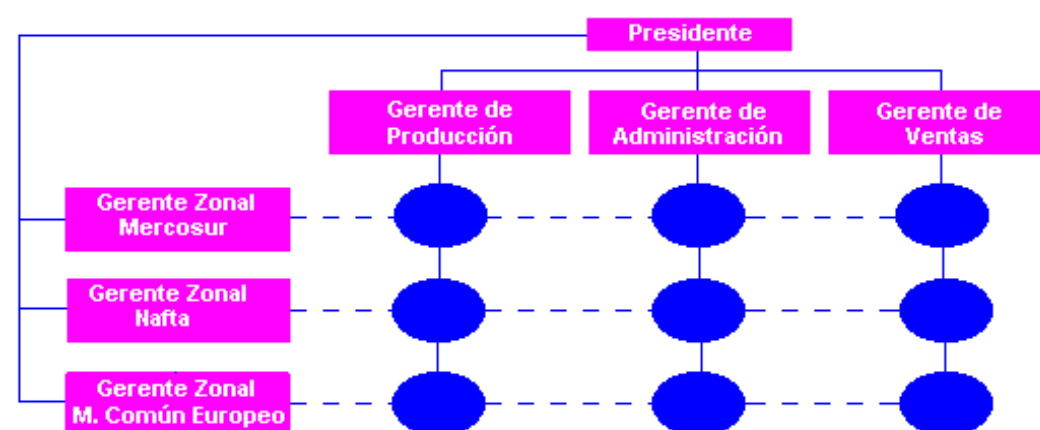 Presidente
Gerente de
Producción
Gerente de
Administración
Gerente de
Ventas
Gerente Zonal
Mercosur
Gerente Zonal
Nafta
Gerente Zonal
M. Común Europeo